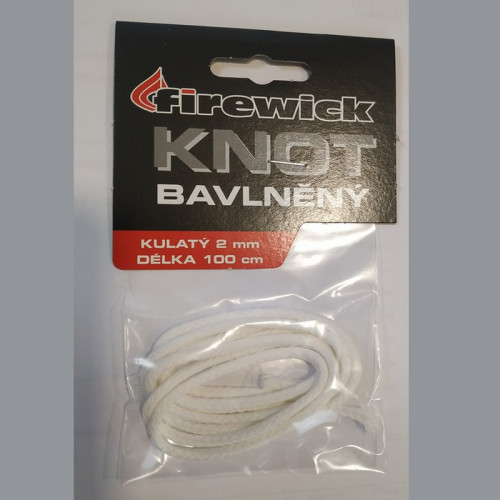 firewick
KNOT
BAVLNĚNÝ
KULATÝ 2 mm
DÉLKA 100 cm